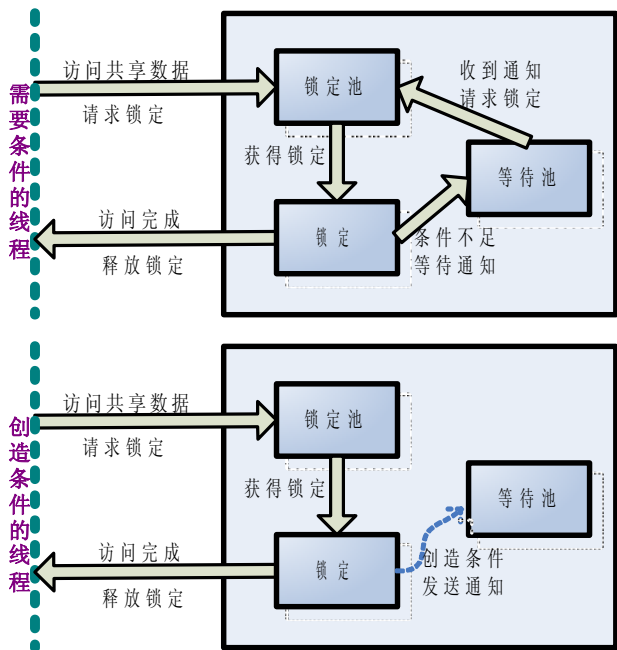 需要条件的线程
访问共享数据
请求锁定
锁定池
收到通知
请求锁定
获得锁定
等待池
访问完成
释放锁定
锁定
条件不足
等待通知
创造条件的线程
访问共享数据
请求锁定
锁定池
获得锁定
等待池
访问完成
释放锁定
锁定
创造条件
发送通知